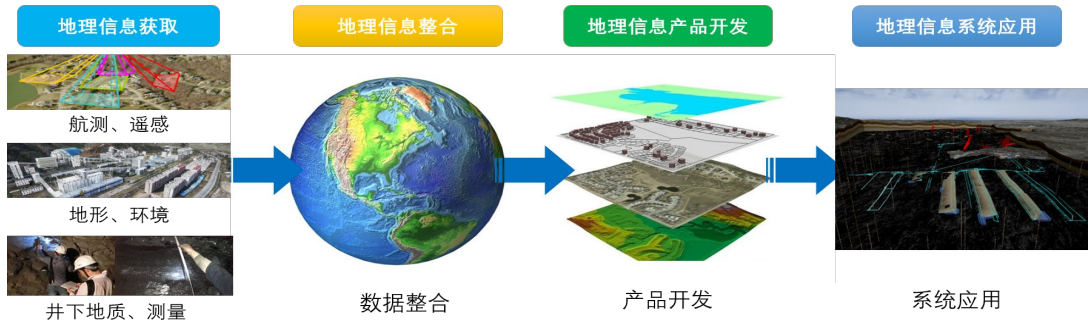 地理信息获取
地理信息整合
地理信息产品开发
地理信息系统应用
航测、遥感
地形、环境
井下地质、测量
数据整合
产品开发
系统应用